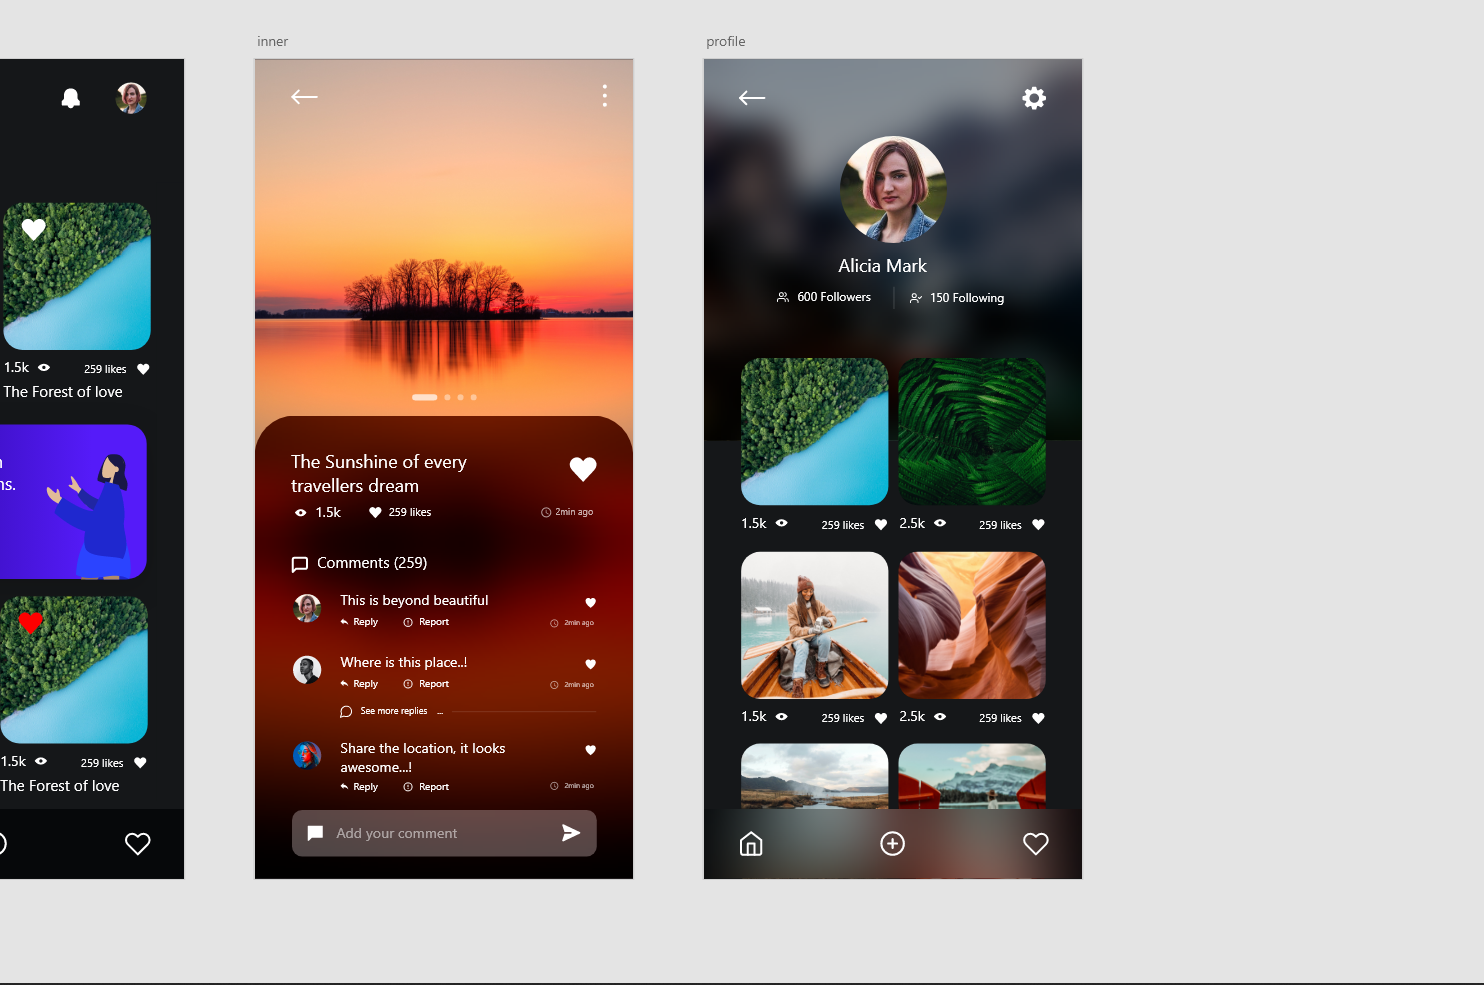 inner
profile
1.5k
259 likes
The Forest of love
ns.
1.5k
259 likes
The Forest of love
The Sunshine of every
travellers dream
1.5k
259 likes
2min ago
Comments (259)
This is beyond beautiful
Reply
Report
2min ago
Where is this place..!
Reply
Report
2min ago
See more replies ...
Share the location, it looks
awesome...!
Reply
Report
2min ago
Add your comment
Alicia Mark
600 Followers
150 Following
1.5k
259 likes
2.5k
259 likes
1.5k
259 likes
2.5k
259 likes